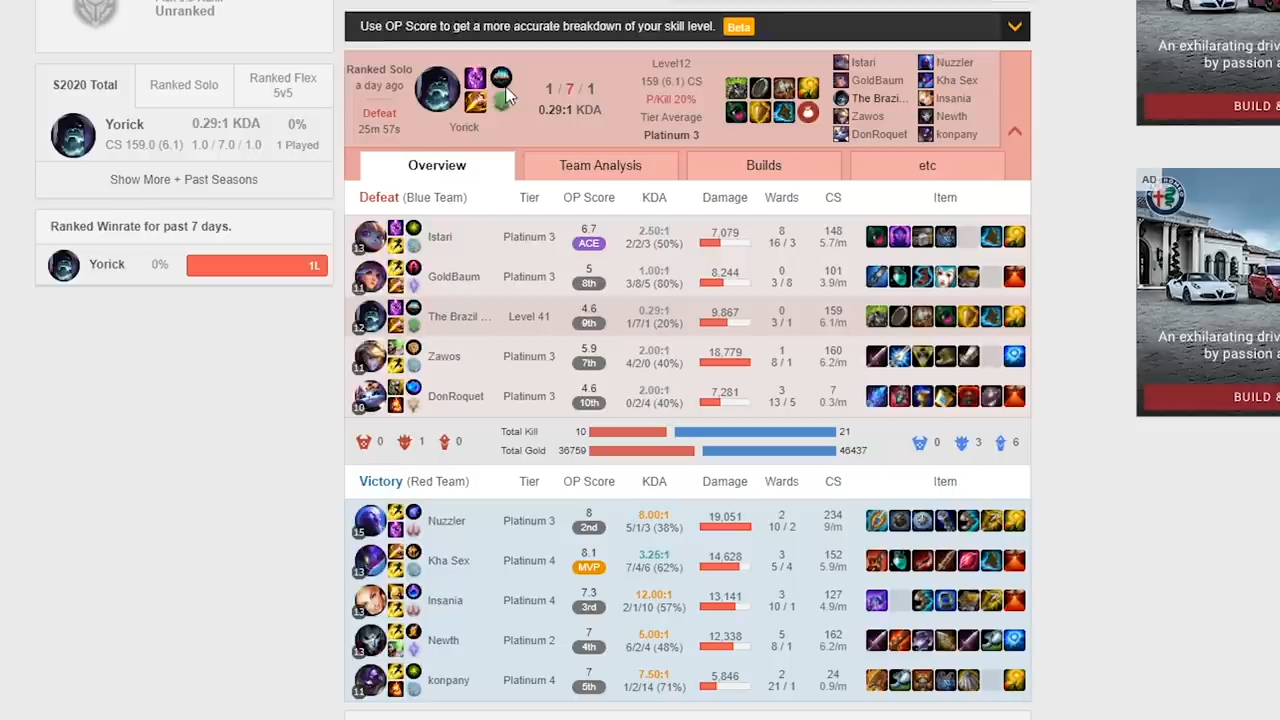 Unranked
S2020 Total
Ranked Solo
Ranked Flex
5v5
Yorick
0.29:1 KDA
0%
CS 159.0 (6.1)
1.0 / 7.0 / 1.0
1 Played
Show More + Past Seasons
Ranked Winrate for past 7 days.
Yorick
0%
1L
Use OP Score to get a more accurate breakdown of your skill level.
Beta
Ranked Solo
a day ago
Defeat
25m 57s
Yorick
1 / 7 / 1
0.29:1 KDA
Level12
159 (6.1) CS
P/Kill 20%
Tier Average
Platinum 3
Istari
GoldBaum
The Brazi...
Zawos
DonRoquet
Nuzzler
Kha Sex
Insania
Newth
konpany
Overview
Team Analysis
Builds
etc
Defeat (Blue Team) Tier OP Score KDA Damage Wards CS Item
13 Istari Platinum 3 6.7 ACE 2.50:1 2/2/3 (50%) 7,079 8 16 / 3 148 5.7/m
11 GoldBaum Platinum 3 5 8th 1.00:1 3/8/5 (80%) 8,244 0 3 / 8 101 3.9/m
12 The Brazil ... Level 41 4.6 9th 0.29:1 1/7/1 (20%) 9,867 0 3 / 1 159 6.1/m
11 Zawos Platinum 3 5.9 7th 2.00:1 4/2/0 (40%) 18,779 1 8 / 1 160 6.2/m
10 DonRoquet Platinum 3 4.6 10th 2.00:1 0/2/4 (40%) 7,281 3 13 / 5 7 0.3/m
0 1 0
Total Kill 10 21
Total Gold 36759 46437
0 3 6
Victory (Red Team) Tier OP Score KDA Damage Wards CS Item
15 Nuzzler Platinum 3 8 2nd 8.00:1 5/1/3 (38%) 19,051 2 10 / 2 234 9/m
13 Kha Sex Platinum 4 8.1 MVP 3.25:1 7/4/6 (62%) 14,628 3 5 / 4 152 5.9/m
13 Insania Platinum 4 7.3 3rd 12.00:1 2/1/10 (57%) 13,141 3 10 / 1 127 4.9/m
13 Newth Platinum 2 7 4th 5.00:1 6/2/4 (48%) 12,338 5 8 / 1 162 6.2/m
11 konpany Platinum 4 7 5th 7.50:1 1/2/14 (71%) 5,846 2 21 / 1 24 0.9/m
An exhilarating driv
by passion a
BUILD &
AD
An exhilarating driv
by passion a
BUILD &